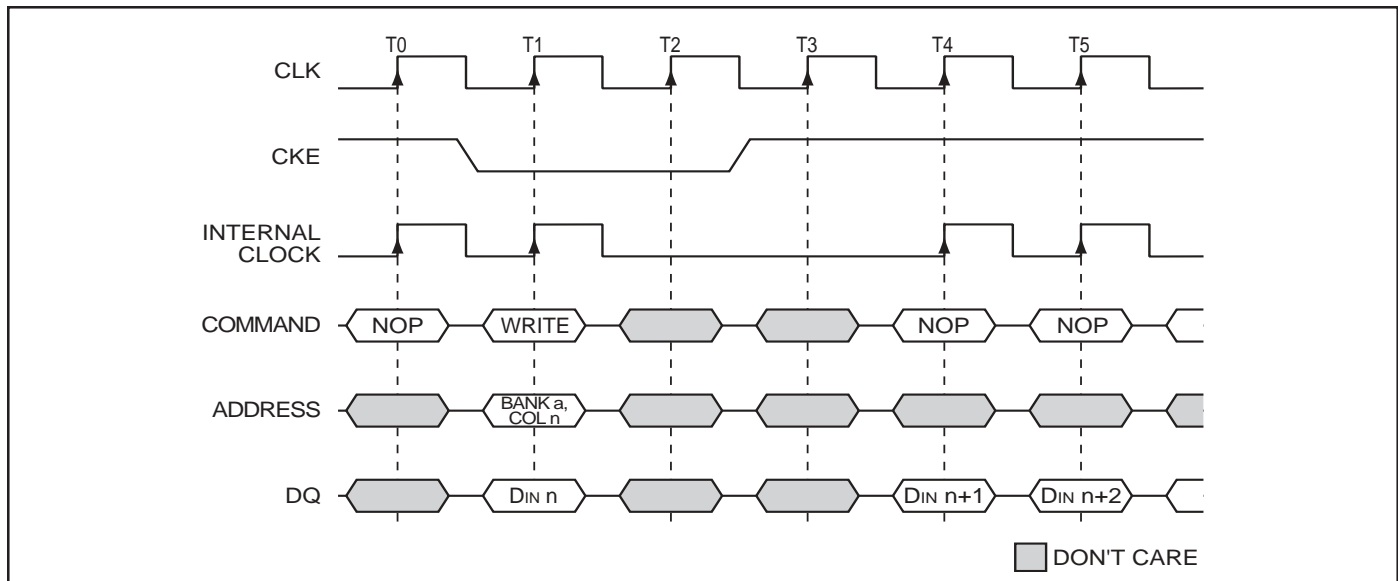 T0 T1 T2 T3 T4 T5
CLK
CKE
INTERNAL
CLOCK
COMMAND NOP WRITE NOP NOP
ADDRESS BANK a,
COL n
DQ DIN n DIN n+1 DIN n+2
DON'T CARE